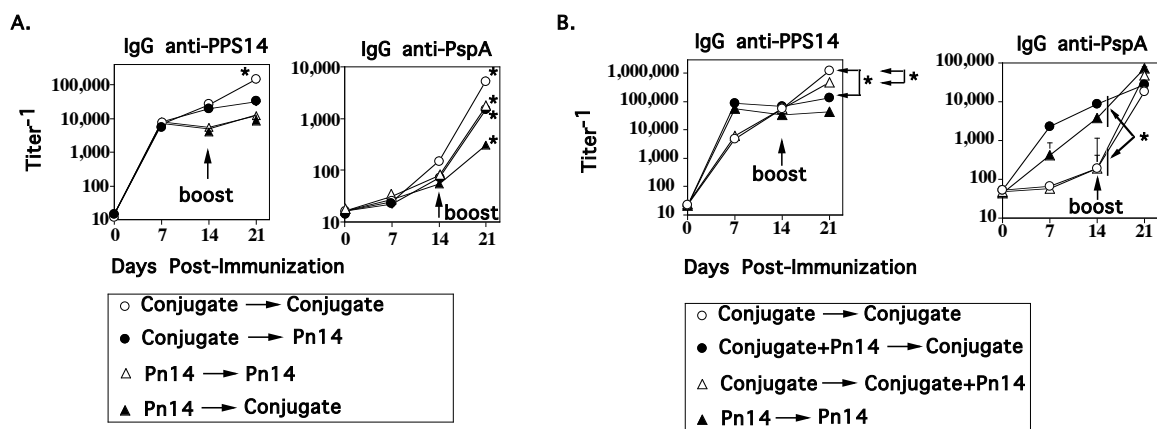 A.
B.
IgG anti-PPS14
IgG anti-PspA
IgG anti-PPS14
IgG anti-PspA
Titer-1
100,000
10,000
1,000
100
10
*
boost
0 7 14 21
10,000
1,000
100
10
*
*
*
*
boost
0 7 14 21
Days Post-Immunization
Conjugate → Conjugate
Conjugate → Pn14
Pn14 → Pn14
Pn14 → Conjugate
Titer-1
1,000,000
100,000
10,000
1,000
100
10
*
*
boost
0 7 14 21
100,000
10,000
1,000
100
10
*
boost
0 7 14 21
Days Post-Immunization
Conjugate → Conjugate
Conjugate+Pn14 → Conjugate
Conjugate → Conjugate+Pn14
Pn14 → Pn14